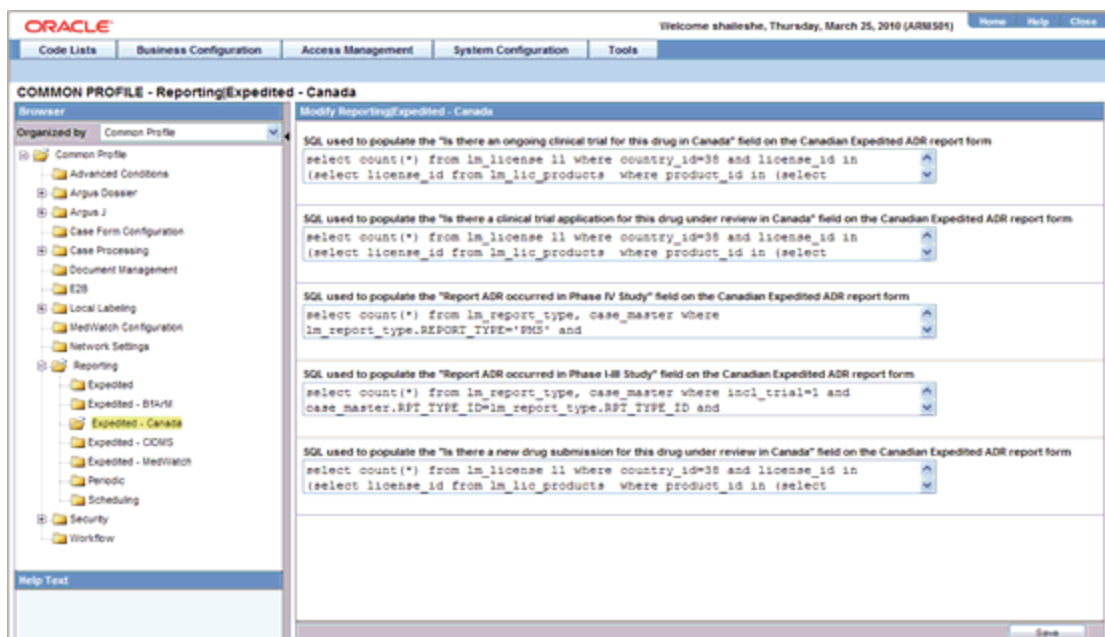 ORACLE
Welcome shaileshe, Thursday, March 25, 2010 (ARMIS01)
Home Help Close
Code Lists Business Configuration Access Management System Configuration Tools
COMMON PROFILE - Reporting|Expedited - Canada
Browser
Organized by Common Profile
Common Profile
Advanced Conditions
Argus Dossier
Argus J
Case Form Configuration
Case Processing
Document Management
E2B
Local Labeling
MedWatch Configuration
Network Settings
Reporting
Expedited
Expedited - BfArM
Expedited - Canada
Expedited - CIOMS
Expedited - MedWatch
Periodic
Scheduling
Security
Workflow
Help Text
Modify Reporting|Expedited - Canada
SQL used to populate the "Is there an ongoing clinical trial for this drug in Canada" field on the Canadian Expedited ADR report form
select count(*) from lm_license ll where country_id=38 and license_id in
(select license_id from lm_lic_products where product_id in (select
SQL used to populate the "Is there a clinical trial application for this drug under review in Canada" field on the Canadian Expedited ADR report form
select count(*) from lm_license ll where country_id=38 and license_id in
(select license_id from lm_lic_products where product_id in (select
SQL used to populate the "Report ADR occurred in Phase IV Study" field on the Canadian Expedited ADR report form
select count(*) from lm_report_type, case_master where
lm_report_type.REPORT_TYPE='PMS' and
SQL used to populate the "Report ADR occurred in Phase I-III Study" field on the Canadian Expedited ADR report form
select count(*) from lm_report_type, case_master where incl_trial=1 and
case_master.RPT_TYPE_ID=lm_report_type.RPT_TYPE_ID and
SQL used to populate the "Is there a new drug submission for this drug under review in Canada" field on the Canadian Expedited ADR report form
select count(*) from lm_license ll where country_id=38 and license_id in
(select license_id from lm_lic_products where product_id in (select
Save